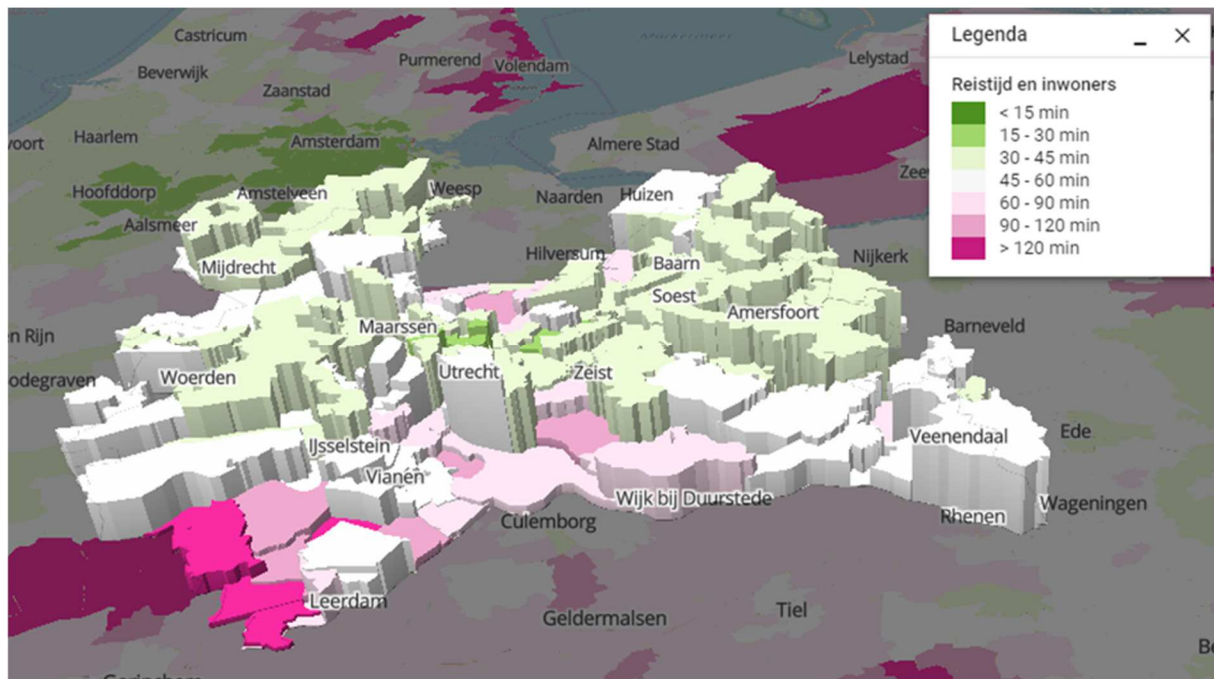 Castricum
Beverwijk
Purmerend
Volendam
Lelystad
Zaanstad
Haarlem
Amsterdam
Almere Stad
voort
Hoofddorp
Amstelveen
Weesp
Naarden
Huizen
Zee
Aalsmeer
Mijdrecht
Hilversum
Baarn
Nijkerk
Soest
Amersfoort
Maarssen
Barneveld
n Rijn
odegraven
Woerden
Utrecht
Zeist
IJsselstein
Vianen
Veenendaal
Ede
Wijk bij Duurstede
Culemborg
Rhenen
Wageningen
Leerdam
Geldermalsen
Tiel
Be
Legenda
Reistijd en inwoners
< 15 min
15 - 30 min
30 - 45 min
45 - 60 min
60 - 90 min
90 - 120 min
> 120 min